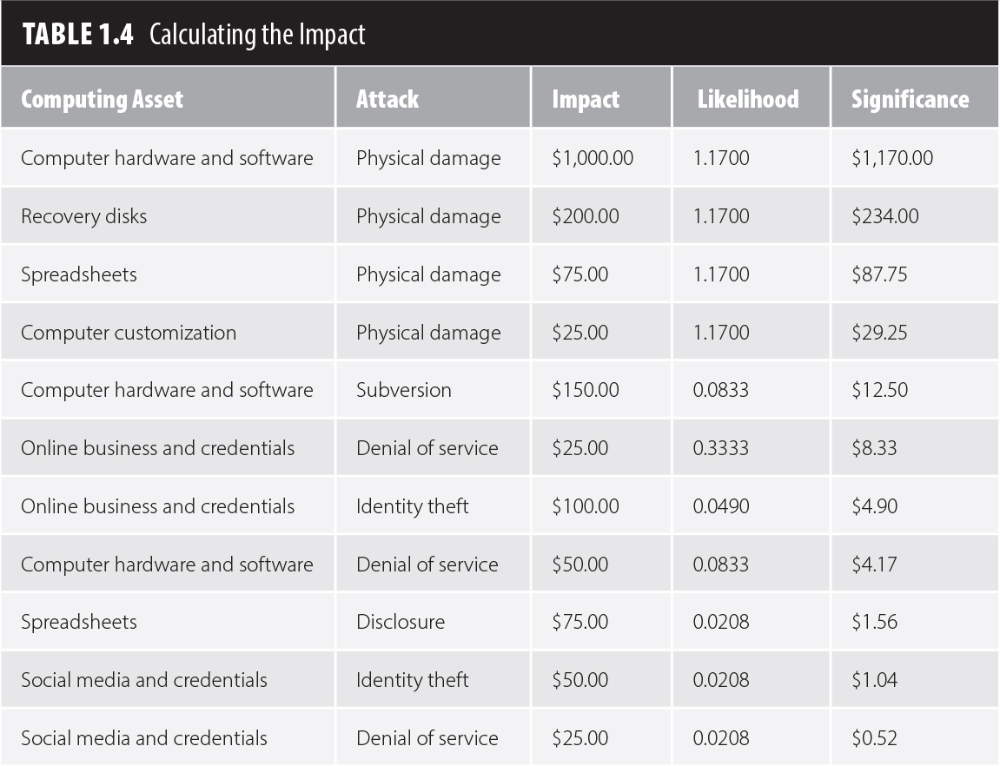 TABLE 1.4 Calculating the Impact
Computing Asset Attack Impact Likelihood Significance
Computer hardware and software Physical damage $1,000.00 1.1700 $1,170.00
Recovery disks Physical damage $200.00 1.1700 $234.00
Spreadsheets Physical damage $75.00 1.1700 $87.75
Computer customization Physical damage $25.00 1.1700 $29.25
Computer hardware and software Subversion $150.00 0.0833 $12.50
Online business and credentials Denial of service $25.00 0.3333 $8.33
Online business and credentials Identity theft $100.00 0.0490 $4.90
Computer hardware and software Denial of service $50.00 0.0833 $4.17
Spreadsheets Disclosure $75.00 0.0208 $1.56
Social media and credentials Identity theft $50.00 0.0208 $1.04
Social media and credentials Denial of service $25.00 0.0208 $0.52